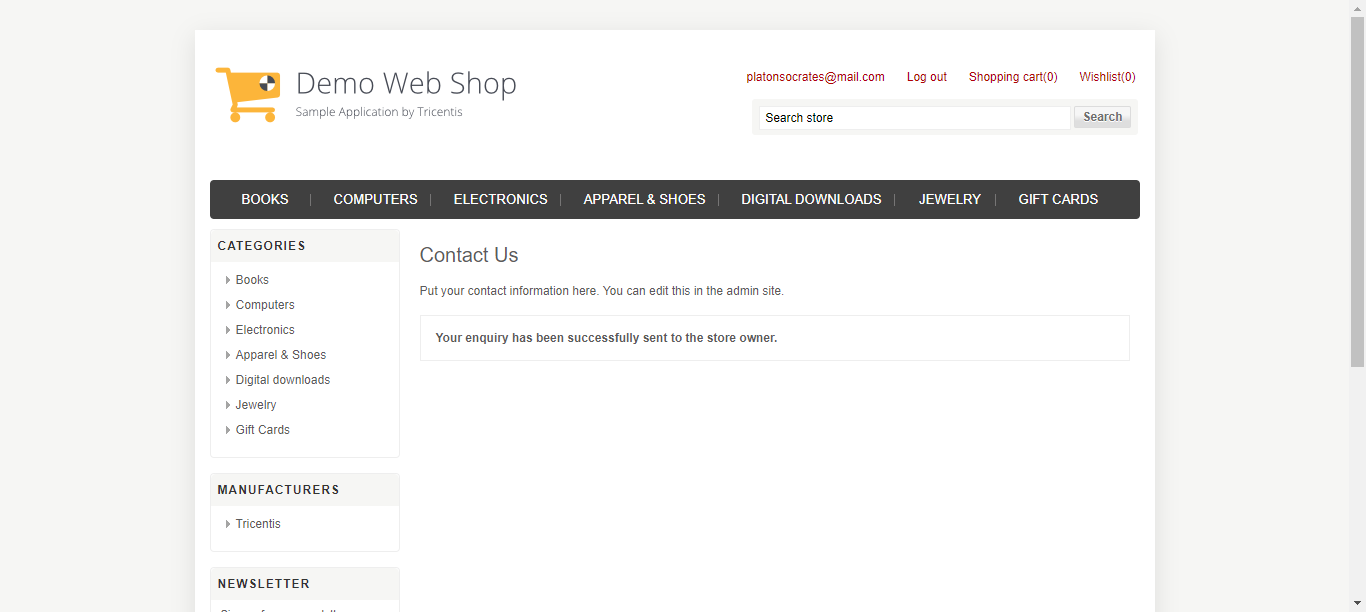 Demo Web Shop
Sample Application by Tricentis
platonsocrates@mail.com Log out Shopping cart(0) Wishlist(0)
Search store Search
BOOKS COMPUTERS ELECTRONICS APPAREL & SHOES DIGITAL DOWNLOADS JEWELRY GIFT CARDS
CATEGORIES
Books
Computers
Electronics
Apparel & Shoes
Digital downloads
Jewelry
Gift Cards
MANUFACTURERS
Tricentis
NEWSLETTER
Contact Us
Put your contact information here. You can edit this in the admin site.
Your enquiry has been successfully sent to the store owner.